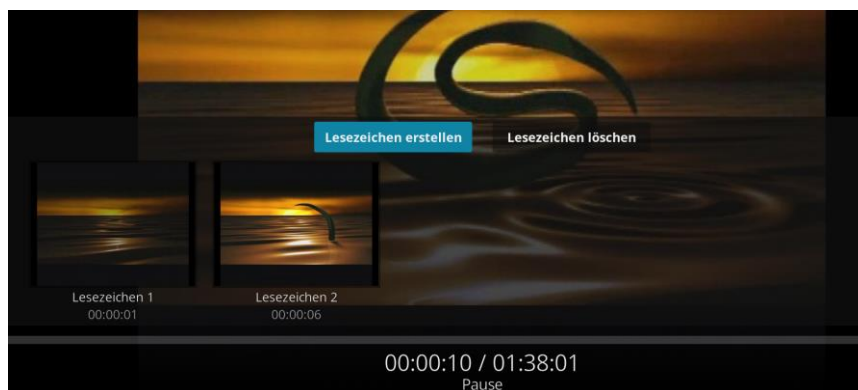 Lesezeichen erstellen
Lesezeichen löschen
Lesezeichen 1
00:00:01
Lesezeichen 2
00:00:06
00:00:10 / 01:38:01
Pause